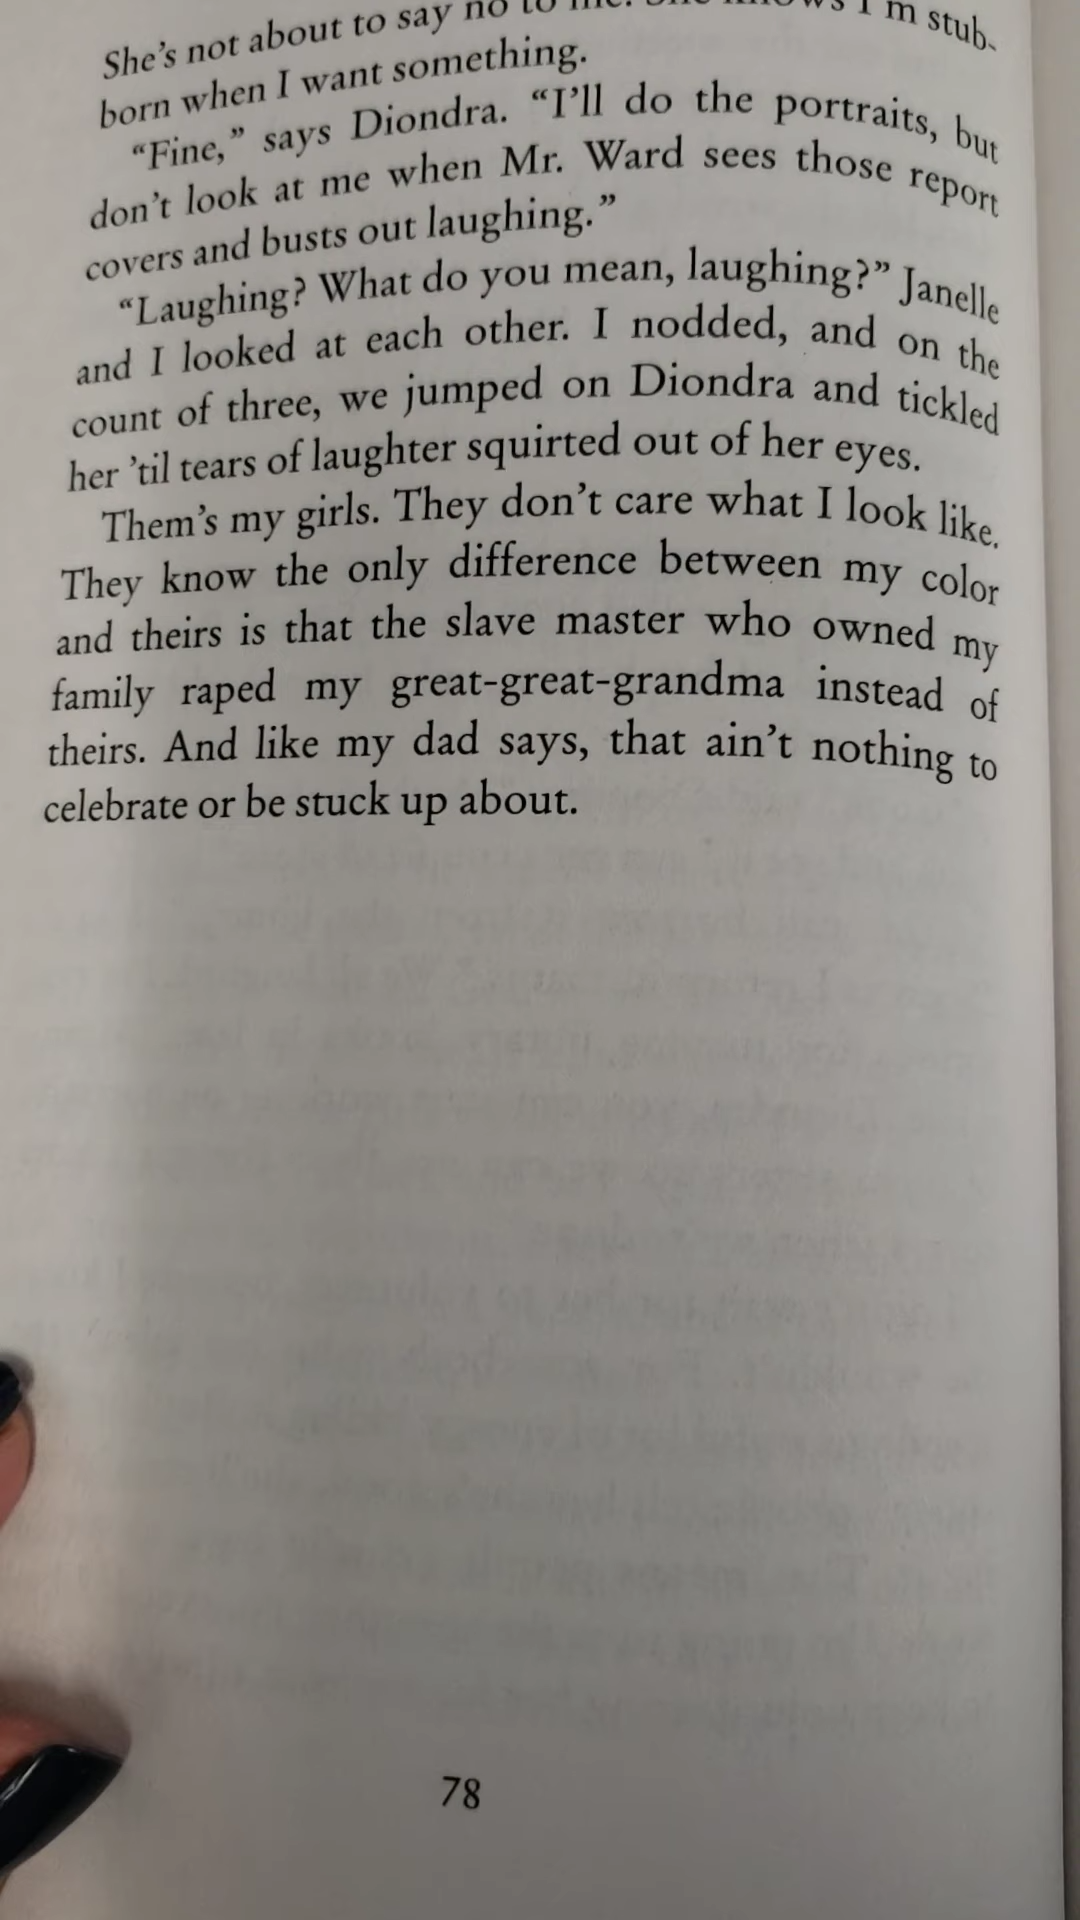 She's not about to say no to me. She knows I'm stub-
born when I want something.
“Fine,” says Diondra. “I'll do the portraits, but
don't look at me when Mr. Ward sees those report
covers and busts out laughing.”
“Laughing? What do you mean, laughing?” Janelle
and I looked at each other. I nodded, and on the
count of three, we jumped on Diondra and tickled
her ’til tears of laughter squirted out of her eyes.
Them's my girls. They don't care what I look like.
They know the only difference between my color
and theirs is that the slave master who owned my
family raped my great-great-grandma instead of
theirs. And like my dad says, that ain't nothing to
celebrate or be stuck up about.
78